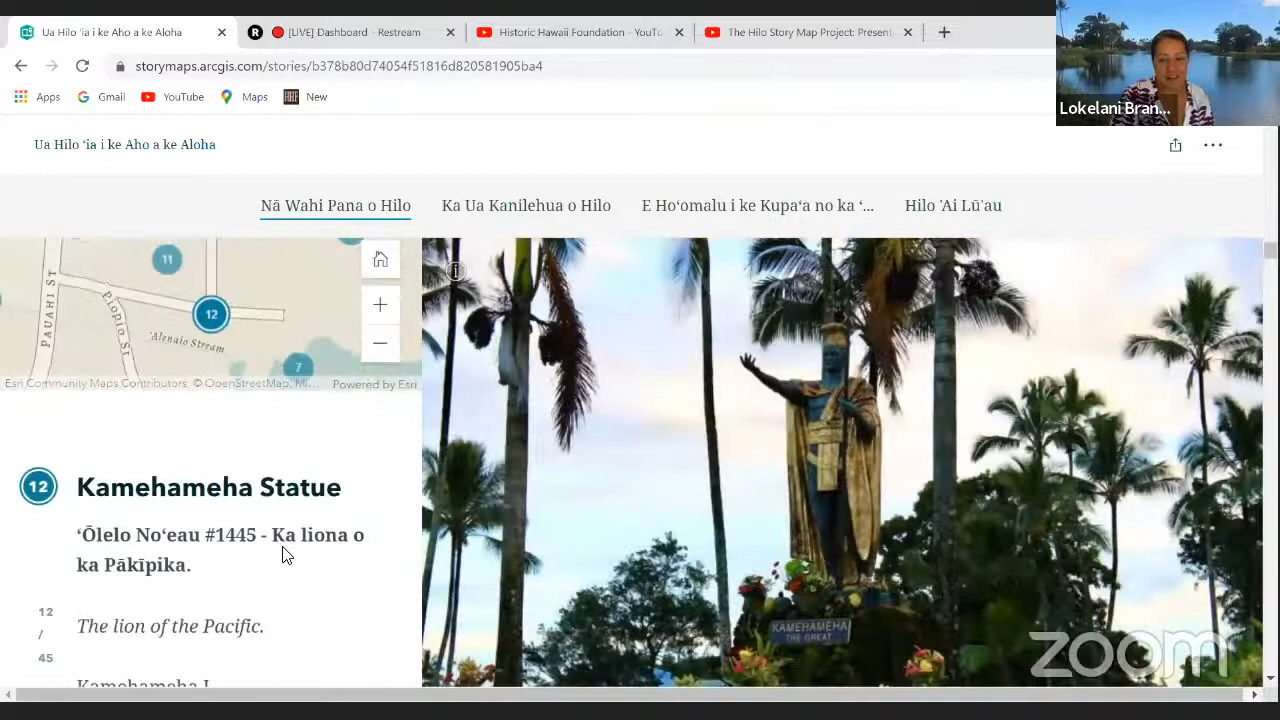 Ua Hilo ʻia i ke Aho a ke Aloha
R [LIVE] Dashboard - Restream
Historic Hawaii Foundation - YouTu
The Hilo Story Map Project: Present
storymaps.arcgis.com/stories/b378b80d74054f51816d820581905ba4
Apps Gmail YouTube Maps New
Lokelani Bran...
Ua Hilo ʻia i ke Aho a ke Aloha
Nā Wahi Pana o Hilo Ka Ua Kanilehua o Hilo E Hoʻomalu i ke Kupaʻa no ka ʻ... Hilo 'Ai Lū'au
11
12
PAUAHI ST
Piopio St
ʻAlenaio Stream
7
Esri Community Maps Contributors, © OpenStreetMap, Mi... Powered by Esri
12 Kamehameha Statue
ʻŌlelo Noʻeau #1445 - Ka liona o
ka Pākīpika.
12
/
45
The lion of the Pacific.
Kamehameha I
KAMEHAMEHA
THE GREAT
zoom